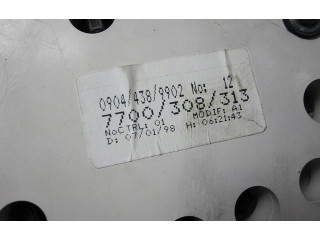 0904/438/9902 No: 12
7700/308/313
NoCTRL: 01 MODIF: A1
D: 07/01/98 H: 06:21:43